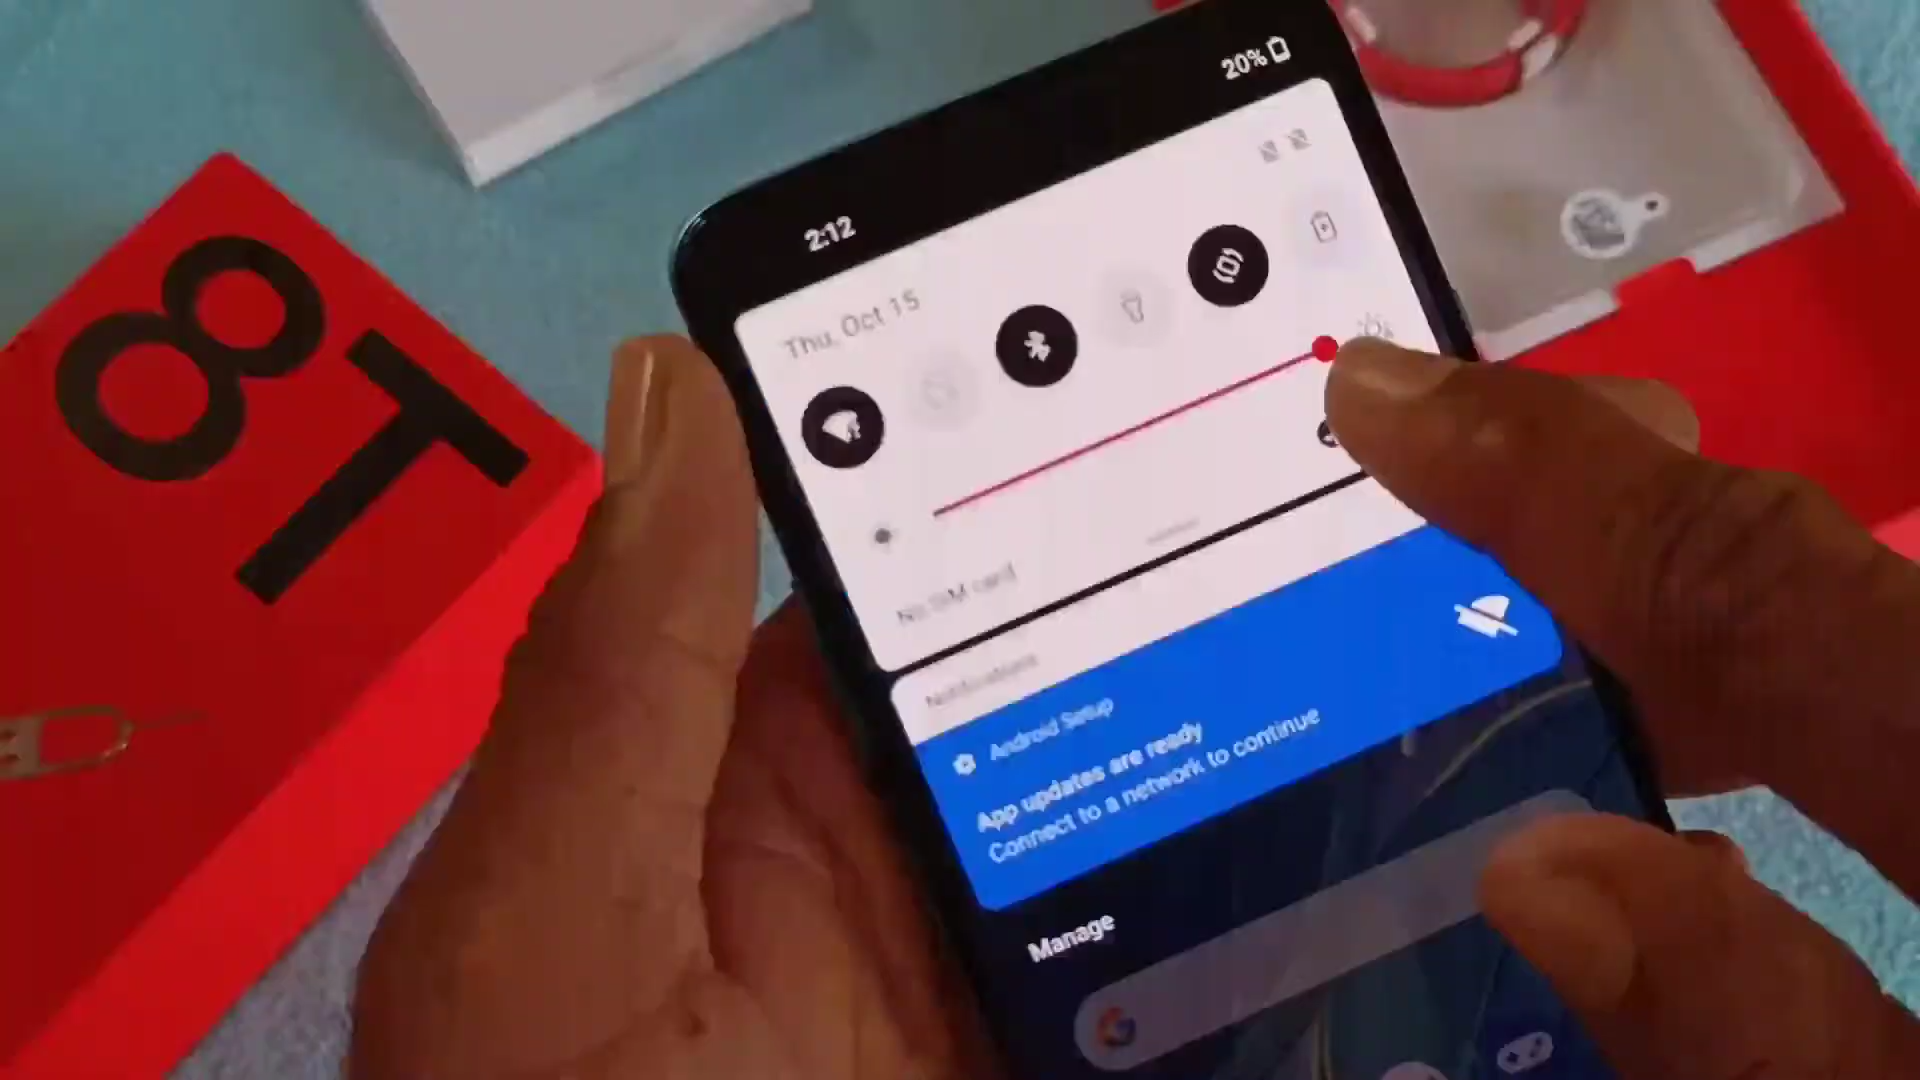 8T
20%
2:12
Thu, Oct 15
No SIM card
Notifications
Android Setup
App updates are ready
Connect to a network to continue
Manage
G